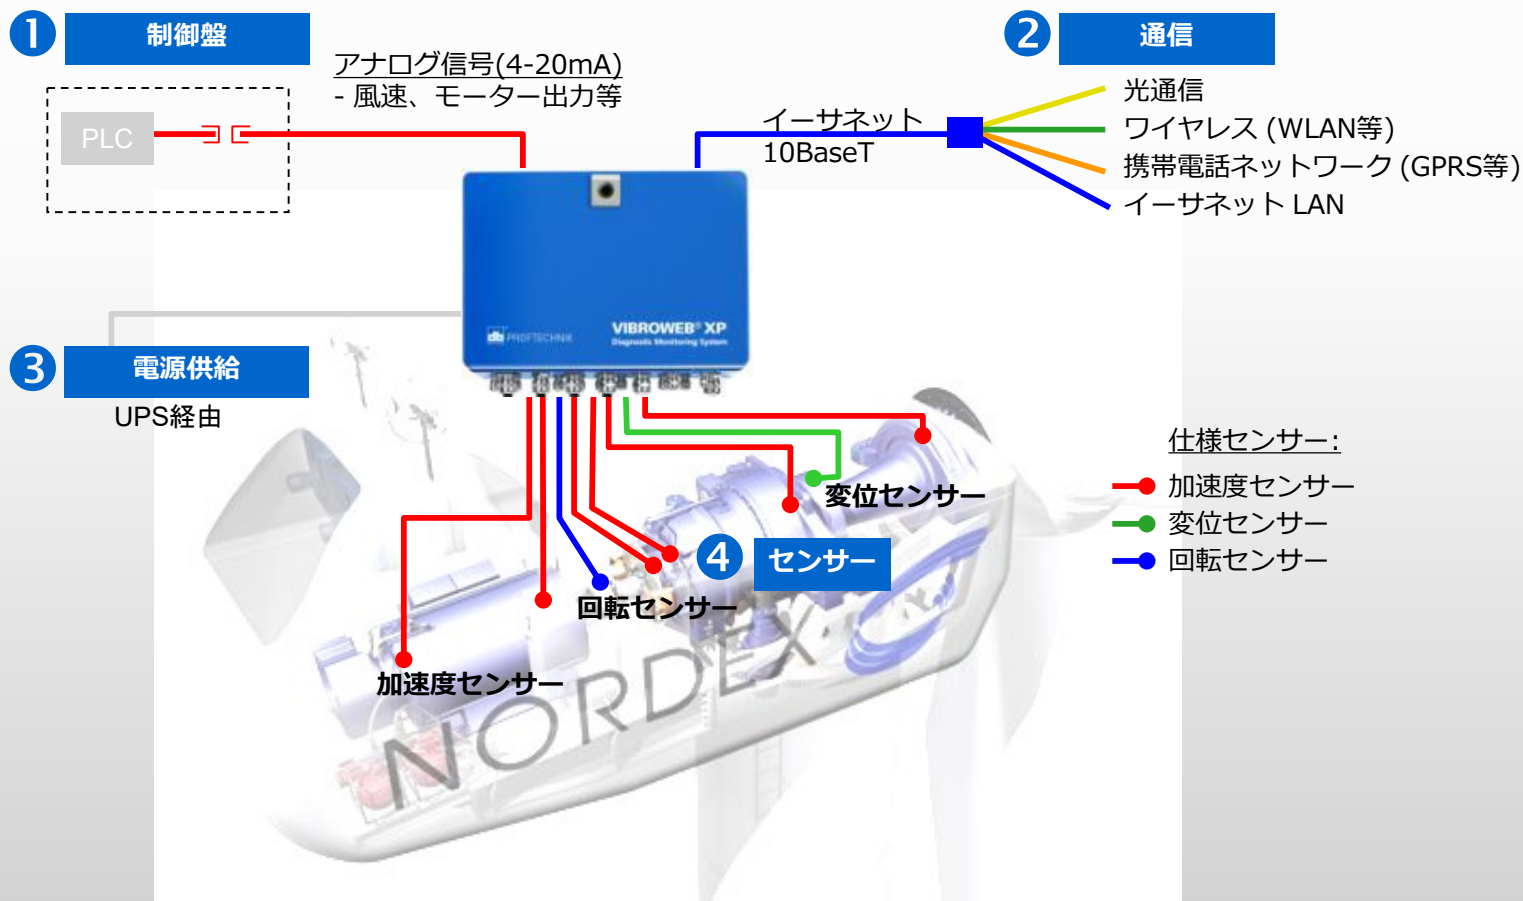 ❶ 制御盤
PLC
アナログ信号(4-20mA)
- 風速、モーター出力等
❷ 通信
イーサネット
10BaseT
光通信
ワイヤレス (WLAN等)
携帯電話ネットワーク (GPRS等)
イーサネット LAN
PRÜFTECHNIK
VIBROWEB® XP
Diagnostic Monitoring System
❸ 電源供給
UPS経由
変位センサー
❹ センサー
回転センサー
加速度センサー
NORDEX
仕様センサー:
加速度センサー
変位センサー
回転センサー